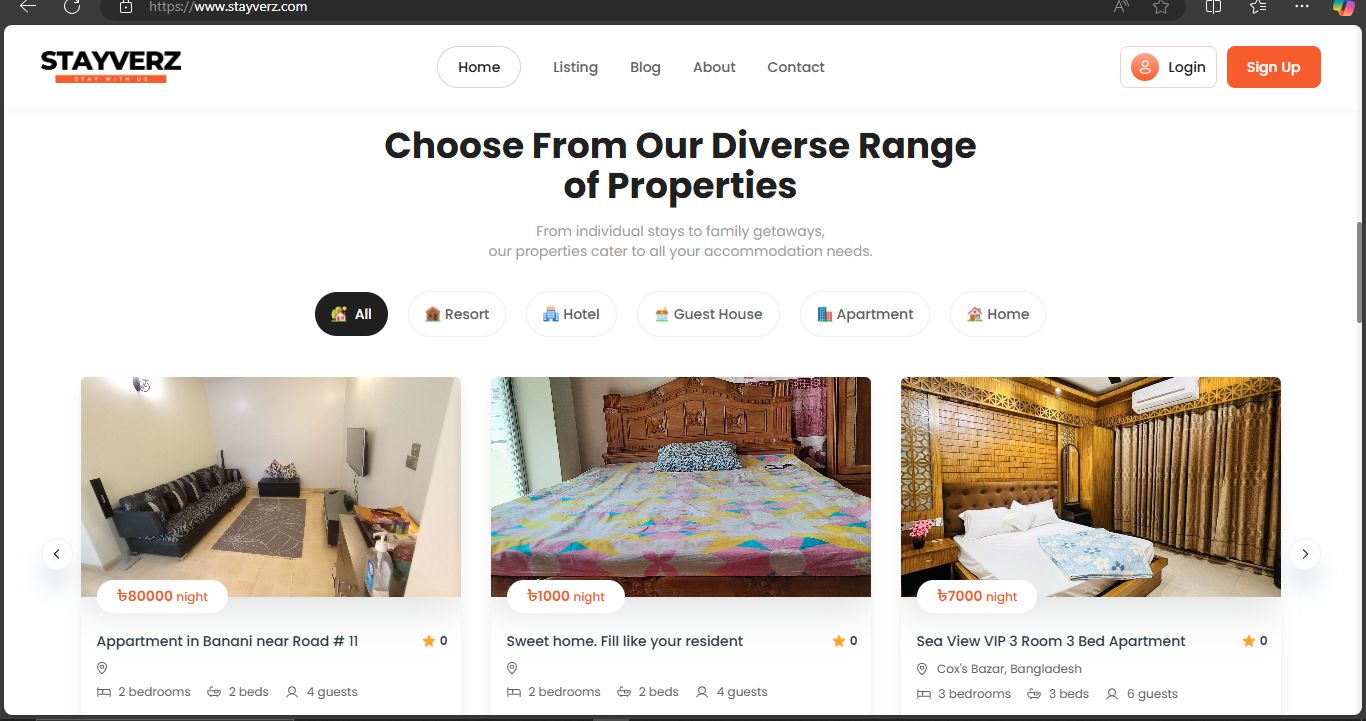 https://www.stayverz.com
STAYVERZ
STAY WITH US
Home
Listing
Blog
About
Contact
Login
Sign Up
Choose From Our Diverse Range
of Properties
From individual stays to family getaways,
our properties cater to all your accommodation needs.
All
Resort
Hotel
Guest House
Apartment
Home
৳80000 night
৳1000 night
৳7000 night
Appartment in Banani near Road # 11
0
2 bedrooms
2 beds
4 guests
Sweet home. Fill like your resident
0
2 bedrooms
2 beds
4 guests
Sea View VIP 3 Room 3 Bed Apartment
0
Cox's Bazar, Bangladesh
3 bedrooms
3 beds
6 guests